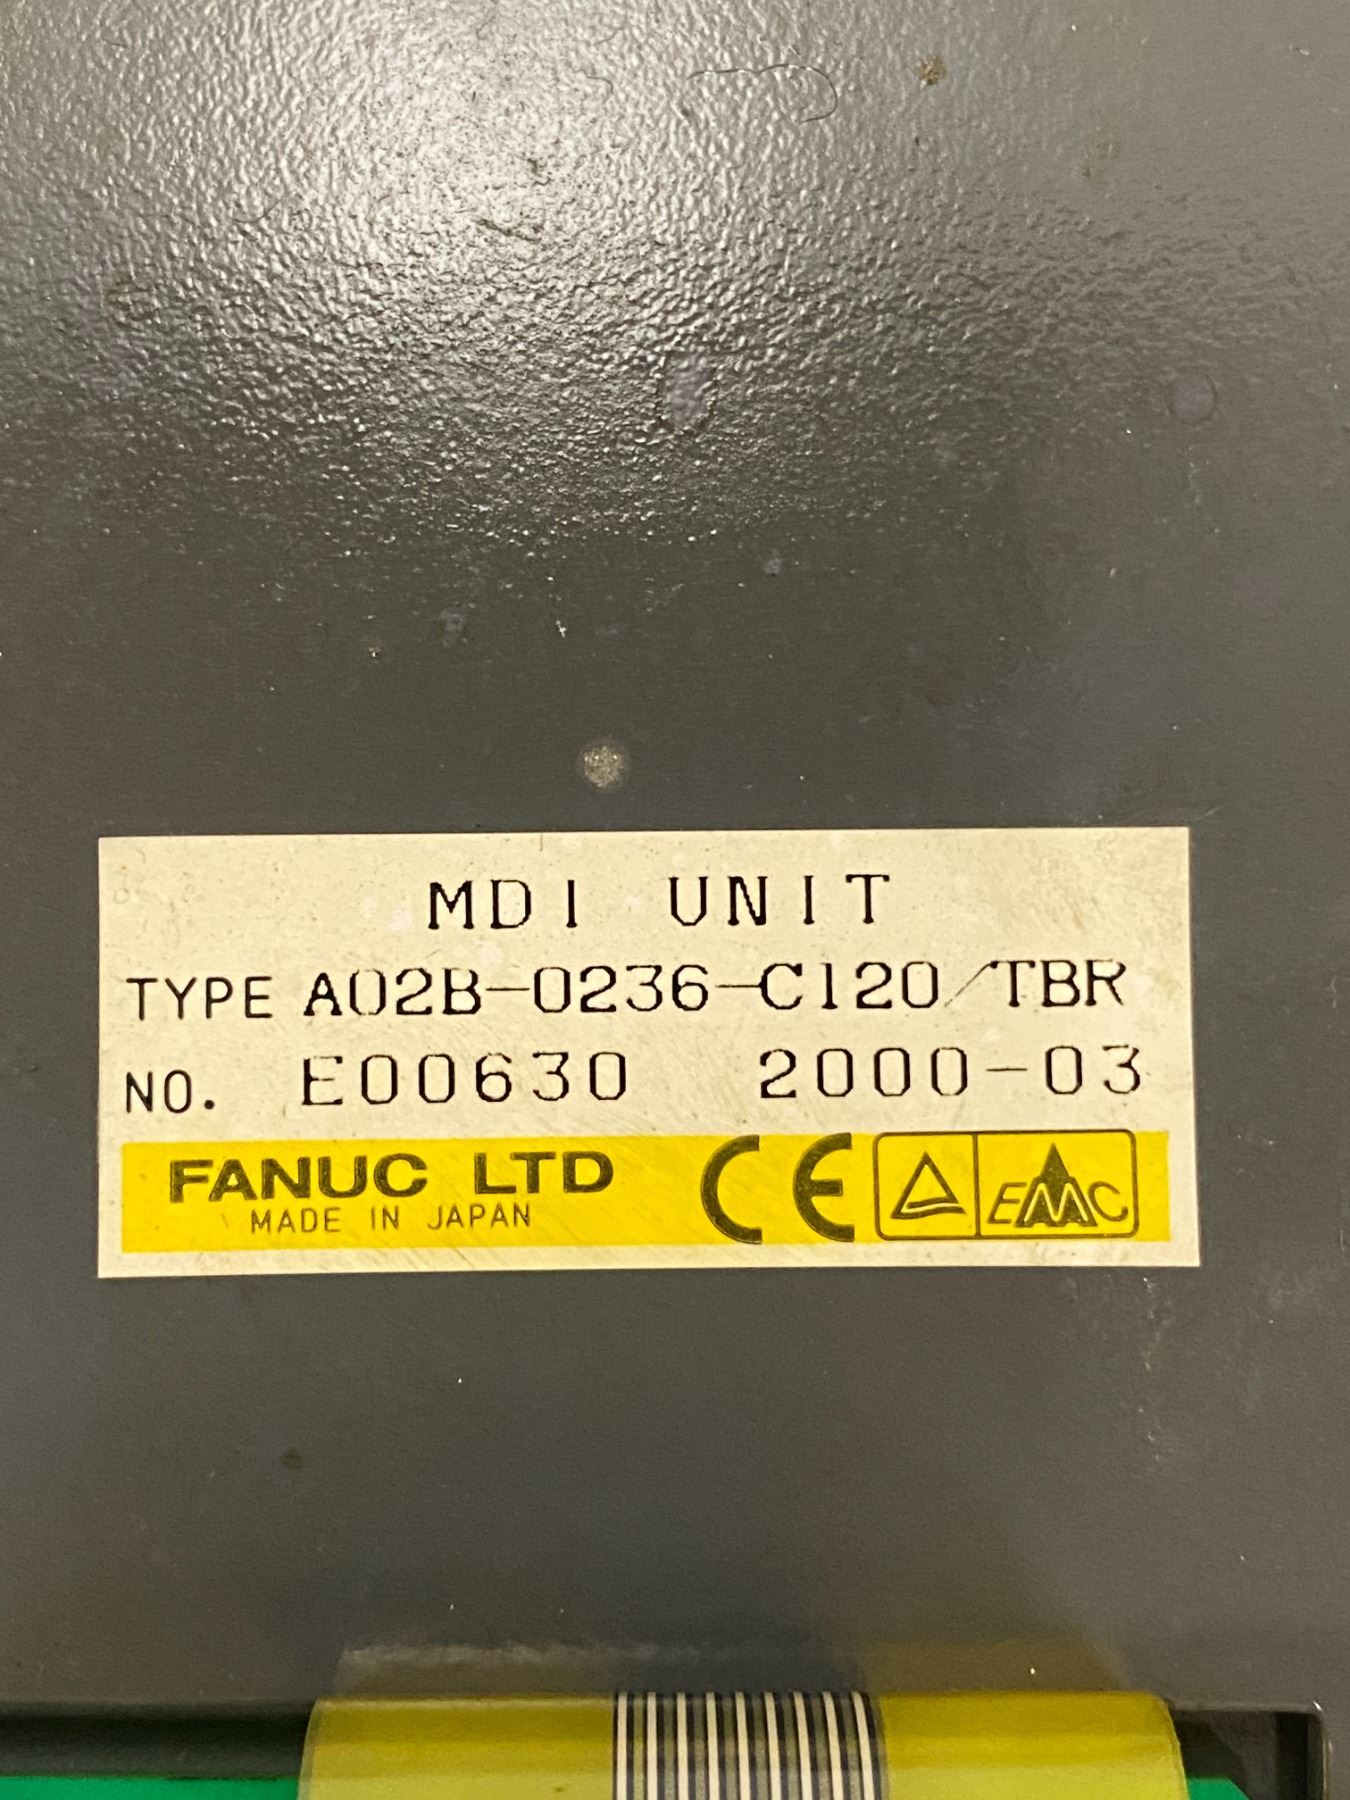 MDI UNIT
TYPE A02B-0236-C120/TBR
NO. E00630 2000-03
FANUC LTD
MADE IN JAPAN
CE
EMC